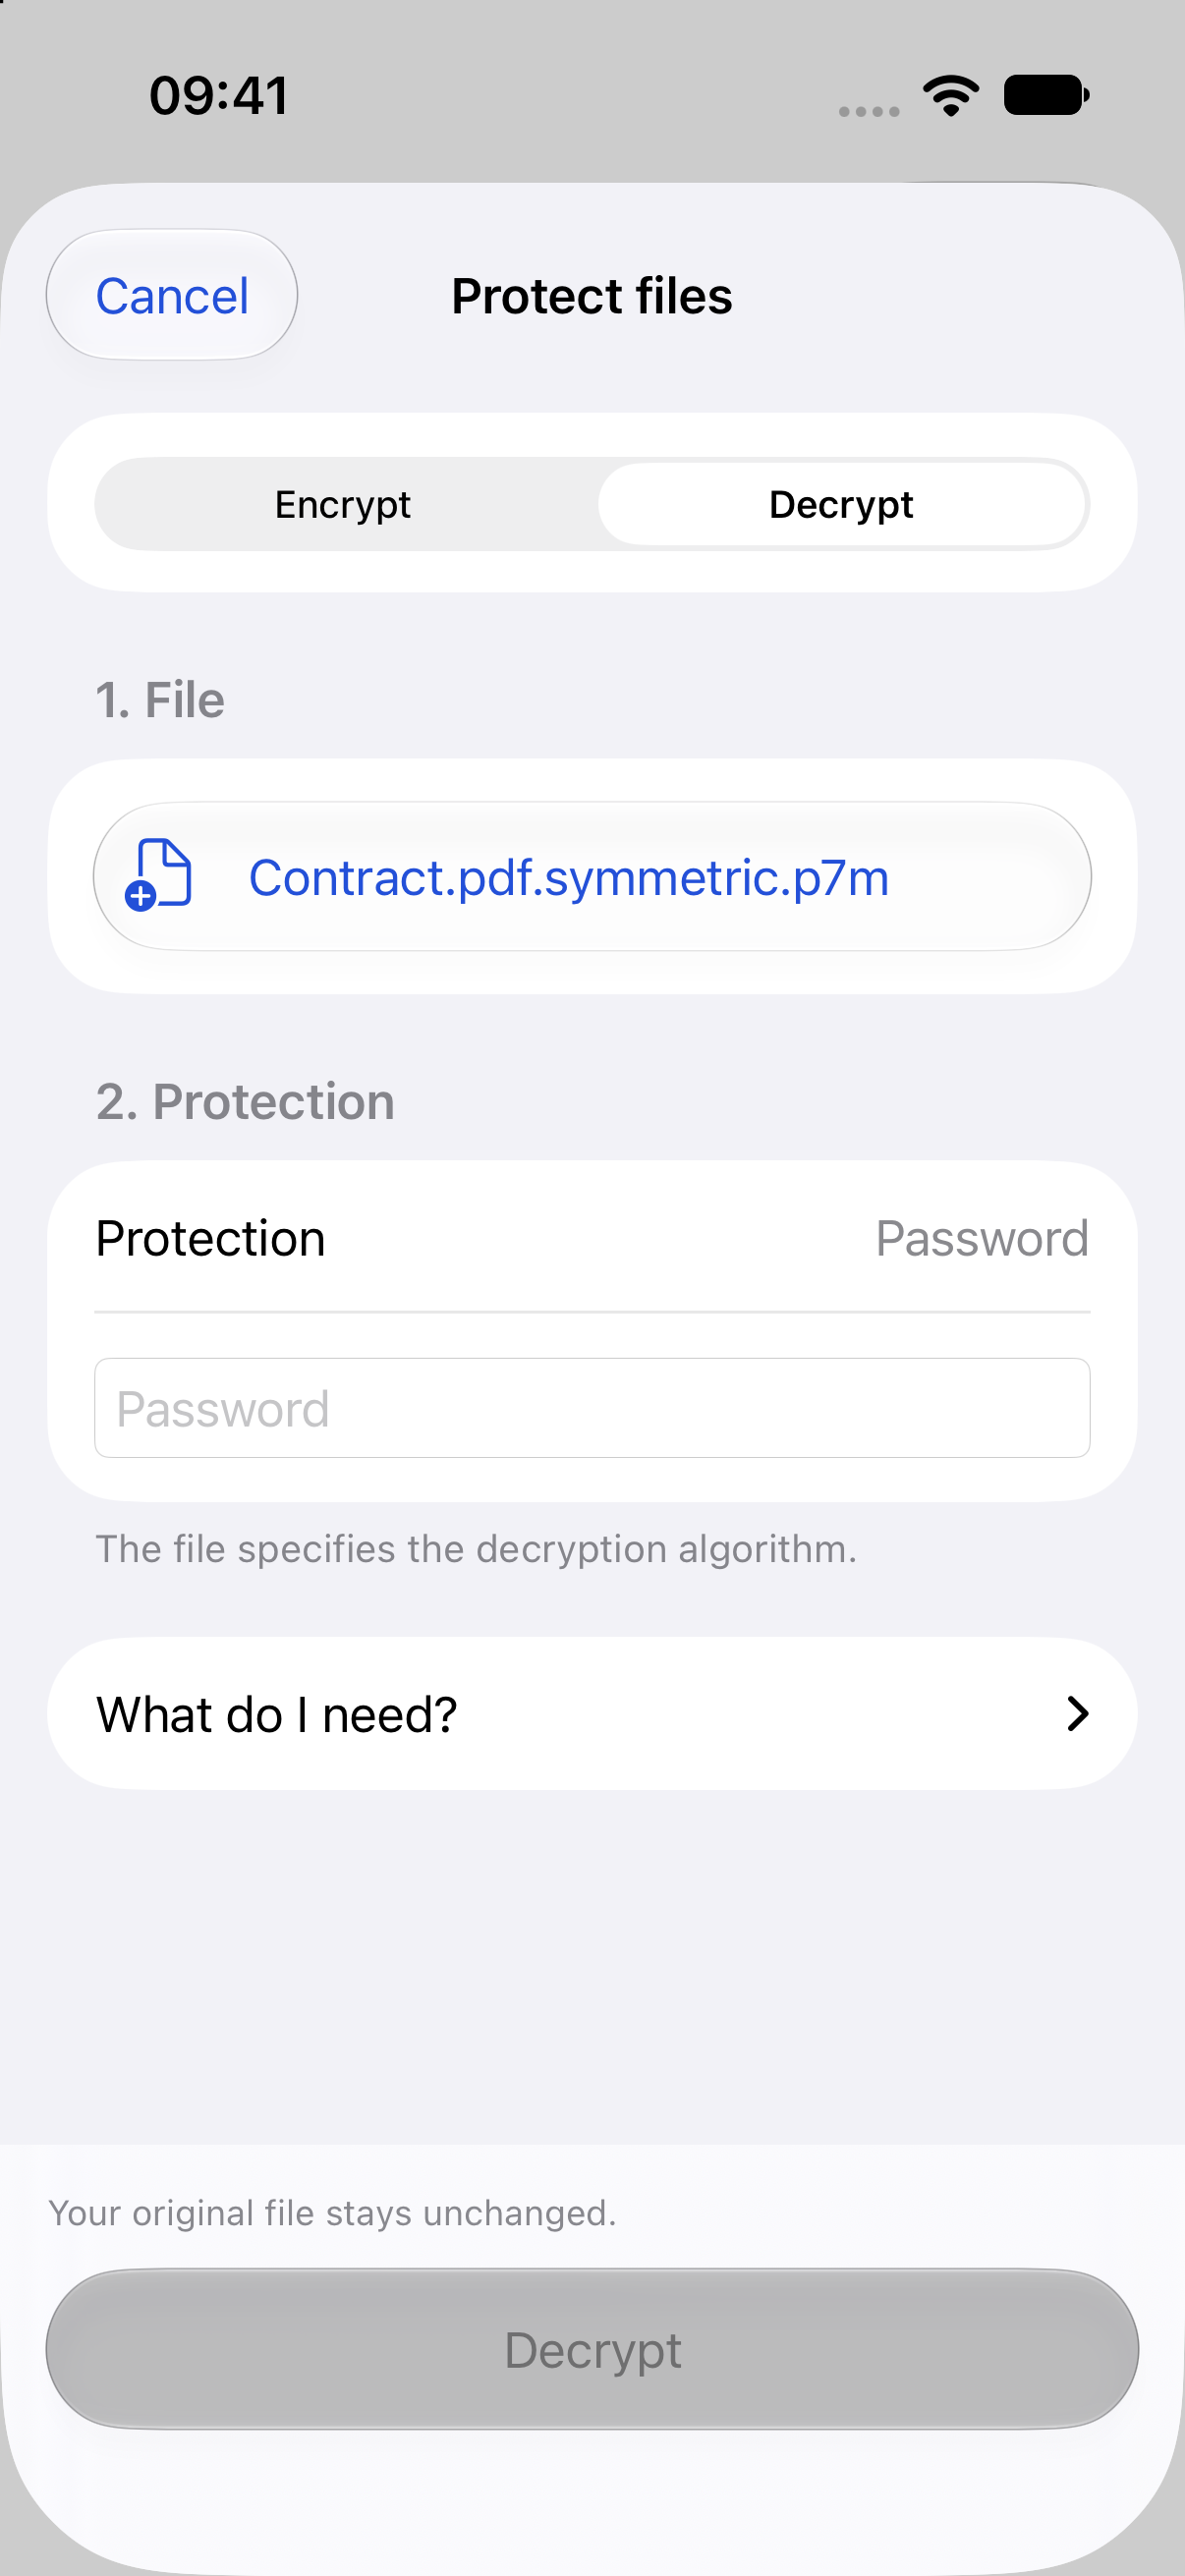 09:41
Cancel
Protect files
Encrypt
Decrypt
1. File
Contract.pdf.symmetric.p7m
2. Protection
Protection
Password
Password
The file specifies the decryption algorithm.
What do I need?
Your original file stays unchanged.
Decrypt